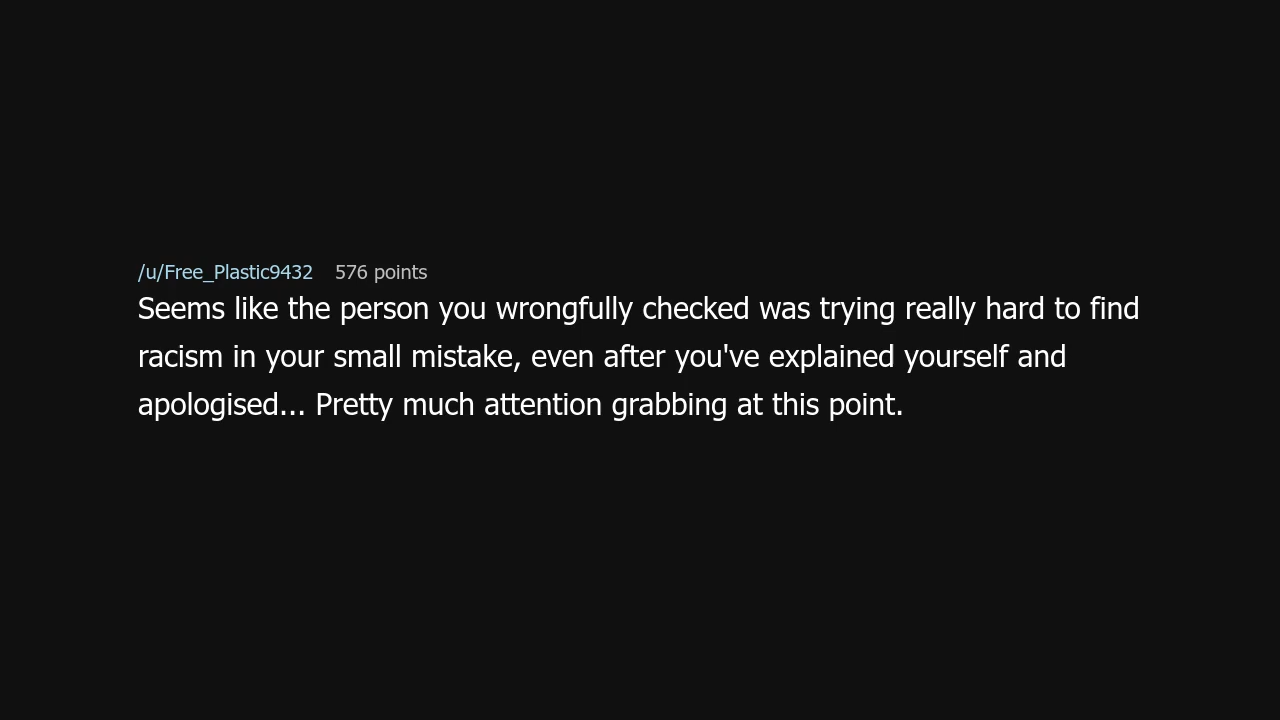 /u/Free_Plastic9432 576 points
Seems like the person you wrongfully checked was trying really hard to find
racism in your small mistake, even after you've explained yourself and
apologised... Pretty much attention grabbing at this point.